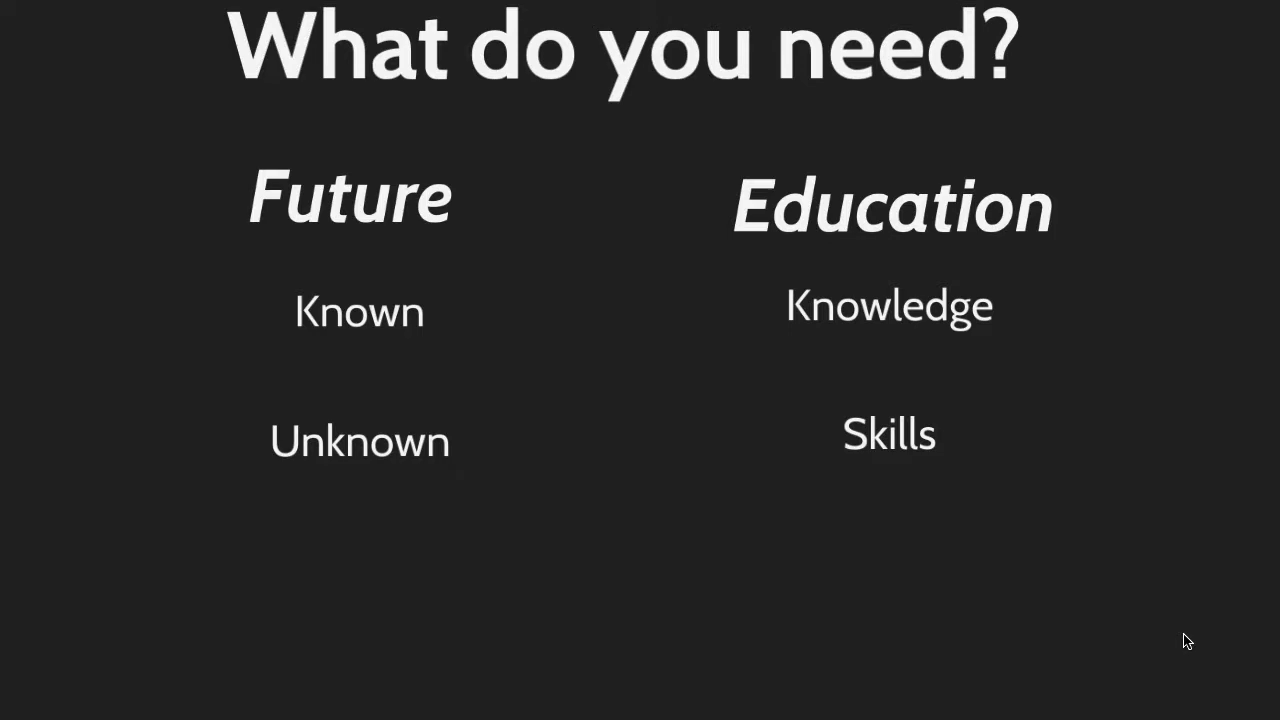 What do you need?
Future
Education
Known
Knowledge
Unknown
Skills